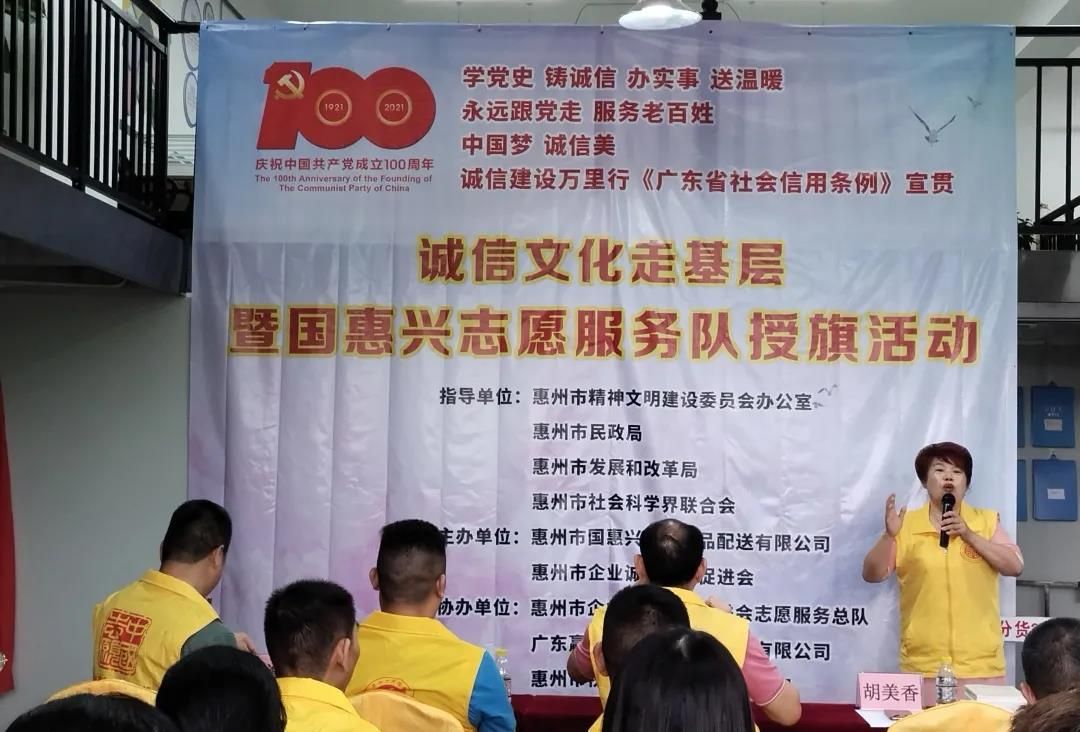 100
1921
2021
庆祝中国共产党成立100周年
The 100th Anniversary of the Founding of
The Communist Party of China
学党史 铸诚信 办实事 送温暖
永远跟党走 服务老百姓
中国梦 诚信美
诚信建设万里行《广东省社会信用条例》宣贯
诚信文化走基层
暨国惠兴志愿服务队授旗活动
指导单位：惠州市精神文明建设委员会办公室
惠州市民政局
惠州市发展和改革局
惠州市社会科学界联合会
主办单位：惠州市国惠兴 品配送有限公司
惠州市企业诚 促进会
协办单位：惠州市企 会志愿服务总队
广东赢 有限公司
惠州市
分货
胡美香